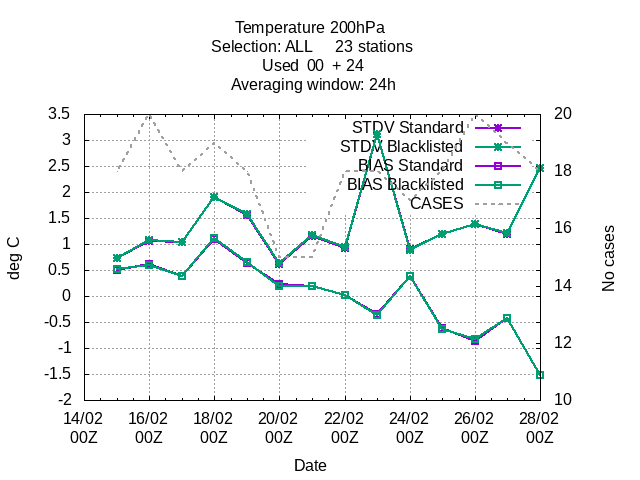 Temperature 200hPa
Selection: ALL 23 stations
Used 00 + 24
Averaging window: 24h
3.5
3
2.5
2
1.5
1
0.5
0
-0.5
-1
-1.5
-2
deg C
20
18
16
14
12
10
No cases
STDV Standard
STDV Blacklisted
BIAS Standard
BIAS Blacklisted
CASES
14/02 16/02 18/02 20/02 22/02 24/02 26/02 28/02
00Z 00Z 00Z 00Z 00Z 00Z 00Z 00Z
Date